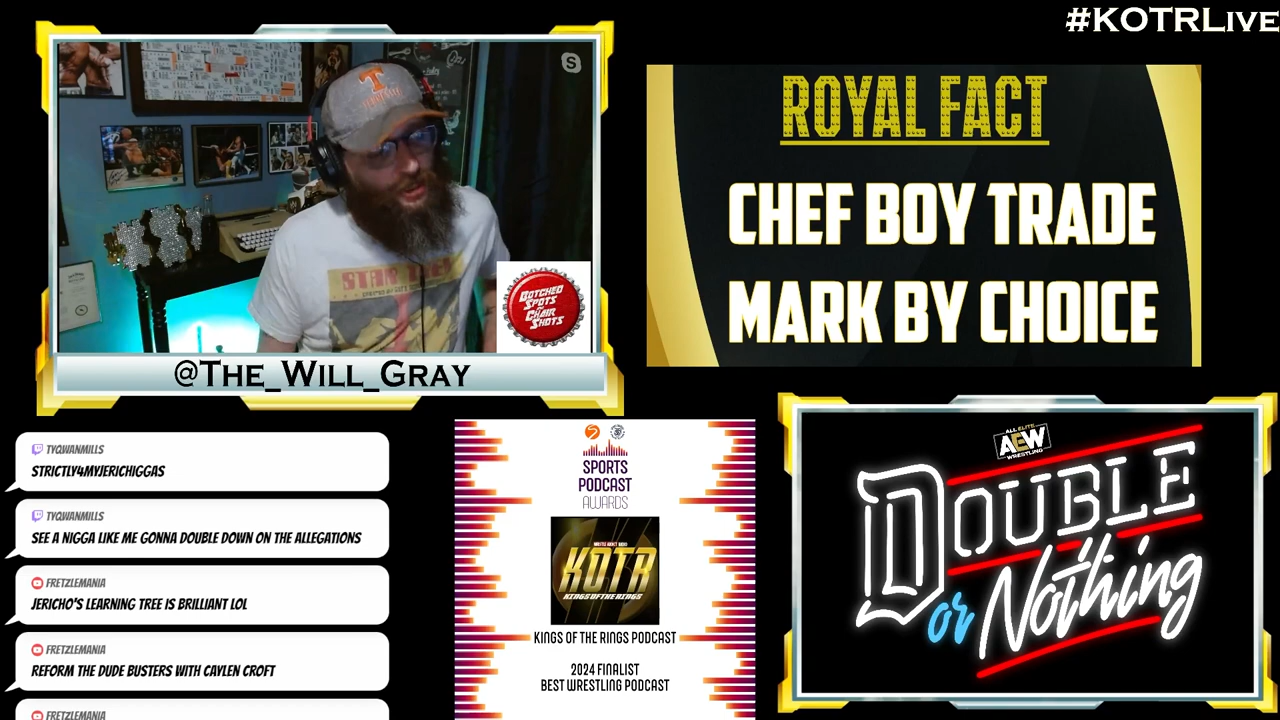 #KOTRLIVE
T
STAR TREK
BOTCHED
SPOTS
CHAIR
SHOTS
@THE_WILL_GRAY
ROYAL FACT
CHEF BOY TRADE
MARK BY CHOICE
TYQWANMILLS
STRICTLY4MYJERICHIGGAS
TYQWANMILLS
SEE A NIGGA LIKE ME GONNA DOUBLE DOWN ON THE ALLEGATIONS
FRETZLEMANIA
JERICHO'S LEARNING TREE IS BRILLIANT LOL
FRETZLEMANIA
REFORM THE DUDE BUSTERS WITH CAYLEN CROFT
FRETZLEMANIA
SPORTS
PODCAST
AWARDS
KOTR
KINGS OF THE RINGS
KINGS OF THE RINGS PODCAST
2024 FINALIST
BEST WRESTLING PODCAST
ALL ELITE
AEW
WRESTLING
DOUBLE
or Nothing